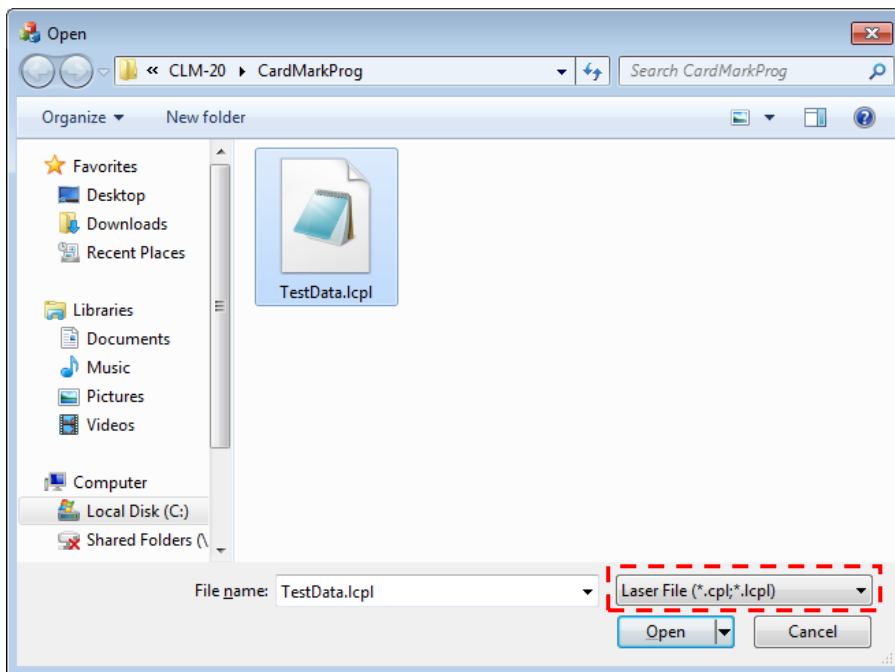 Open
« CLM-20 ▸ CardMarkProg
Search CardMarkProg
Organize
New folder
Favorites
Desktop
Downloads
Recent Places
Libraries
Documents
Music
Pictures
Videos
Computer
Local Disk (C:)
Shared Folders (\
TestData.lcpl
File name: TestData.lcpl
Laser File (*.cpl;*.lcpl)
Open
Cancel